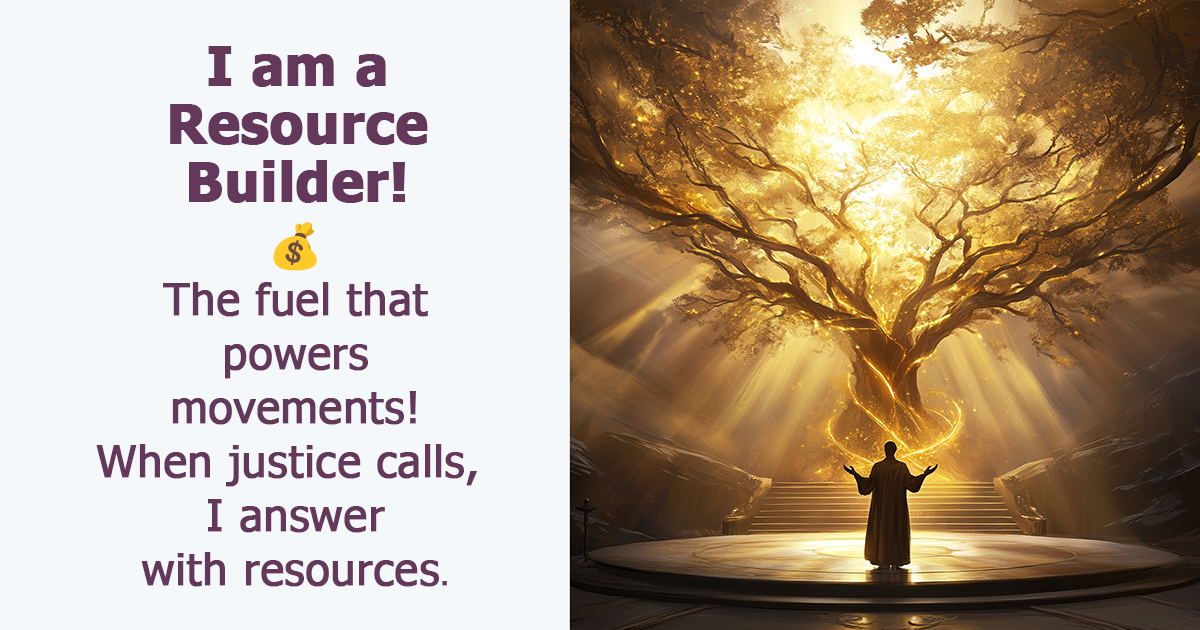 I am a
Resource
Builder!
💰
The fuel that
powers
movements!
When justice calls,
I answer
with resources.